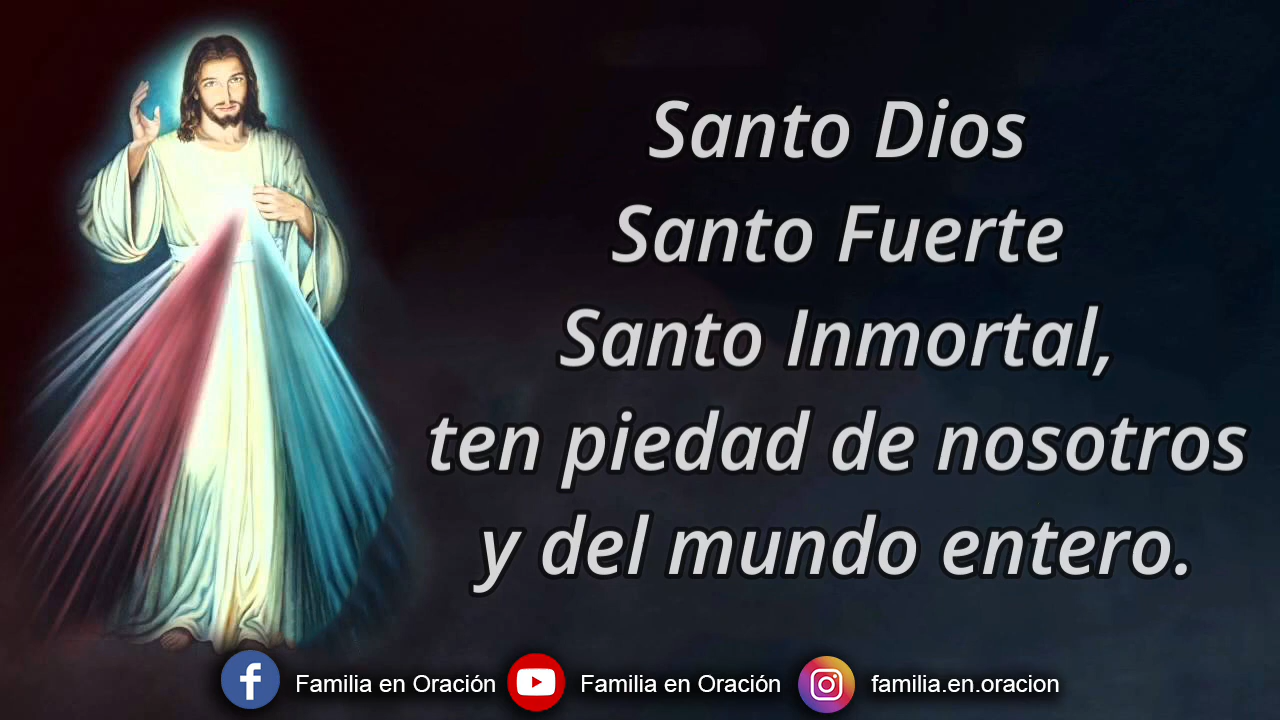 Santo Dios
Santo Fuerte
Santo Inmortal,
ten piedad de nosotros
y del mundo entero.
Familia en Oración
Familia en Oración
familia.en.oracion